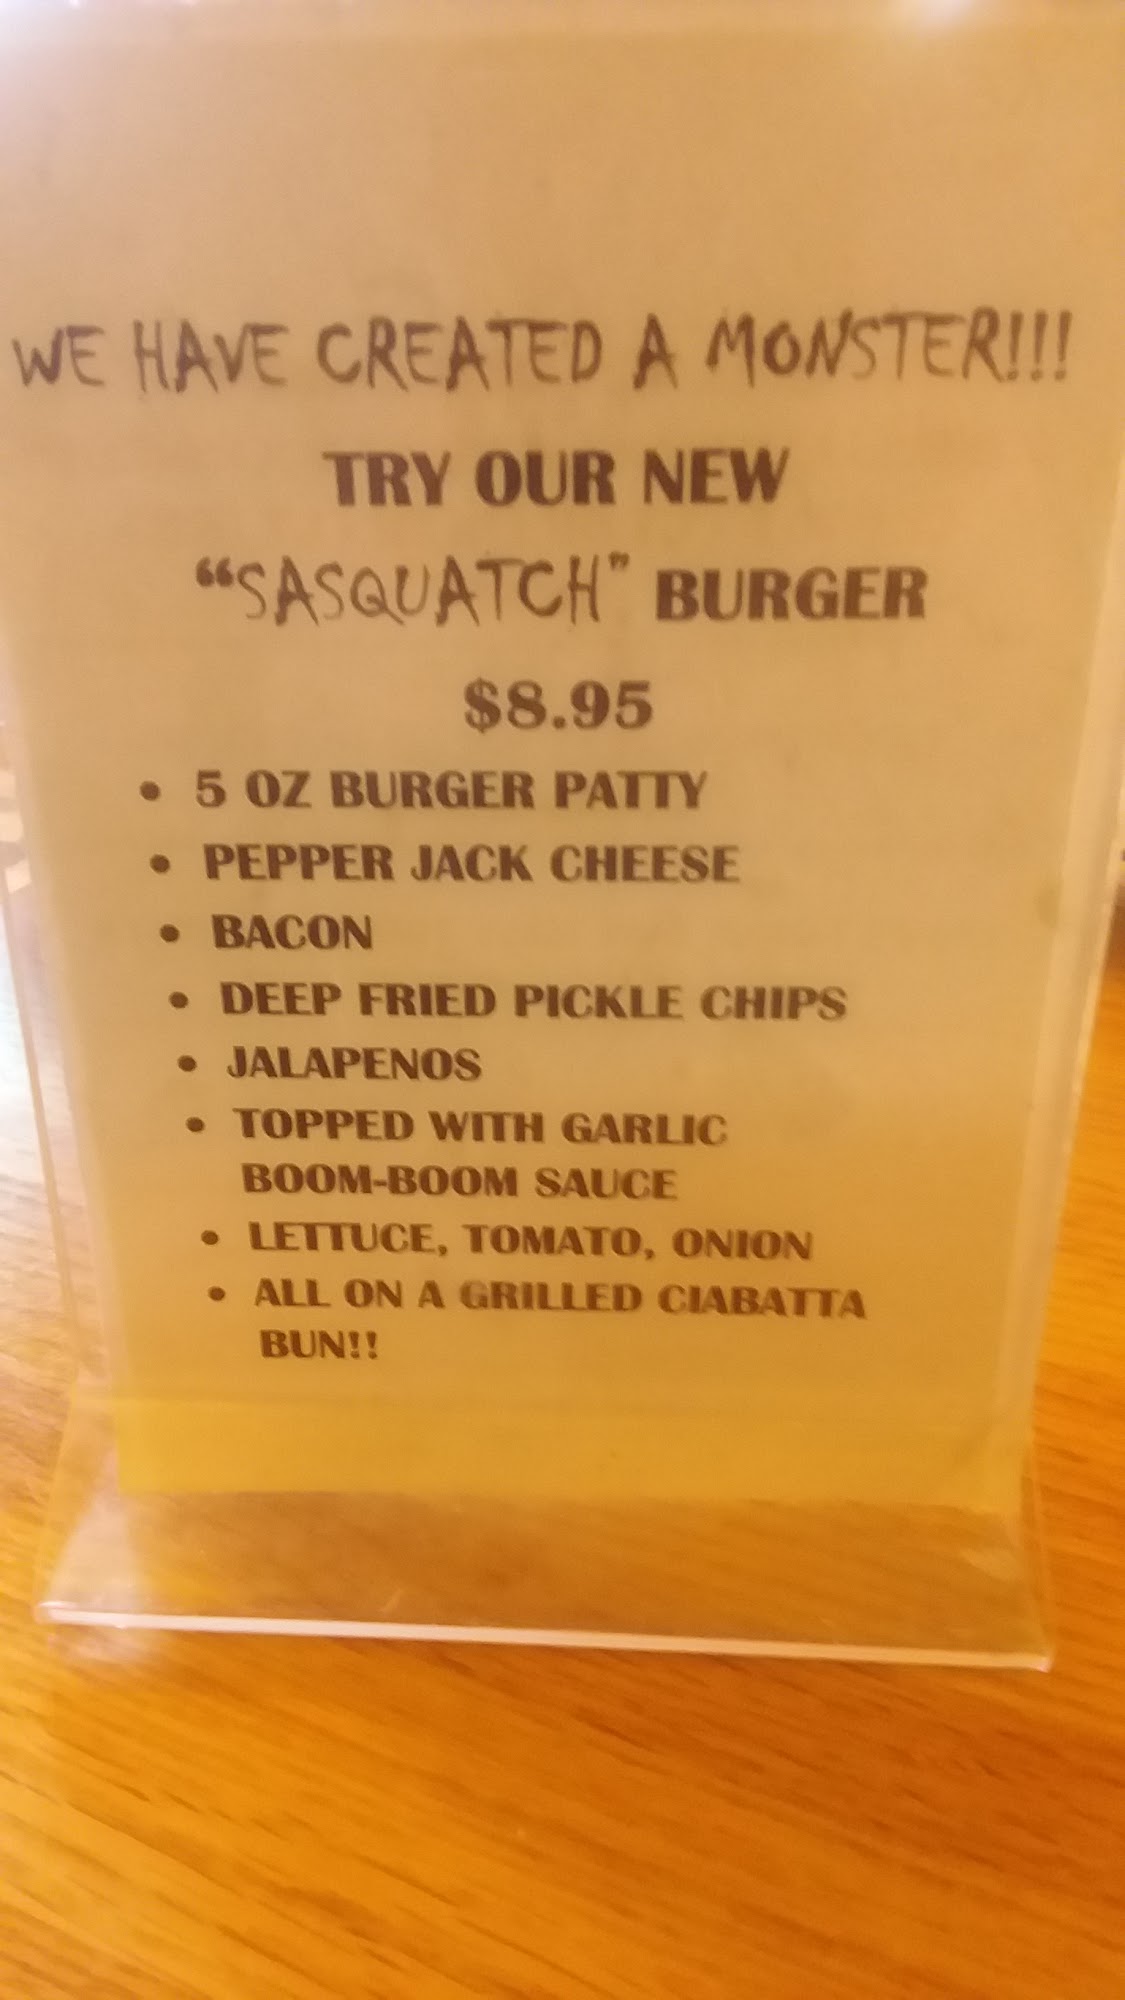 WE HAVE CREATED A MONSTER!!!
TRY OUR NEW
“SASQUATCH” BURGER
$8.95
• 5 OZ BURGER PATTY
• PEPPER JACK CHEESE
• BACON
• DEEP FRIED PICKLE CHIPS
• JALAPENOS
• TOPPED WITH GARLIC
BOOM-BOOM SAUCE
• LETTUCE, TOMATO, ONION
• ALL ON A GRILLED CIABATTA
BUN!!